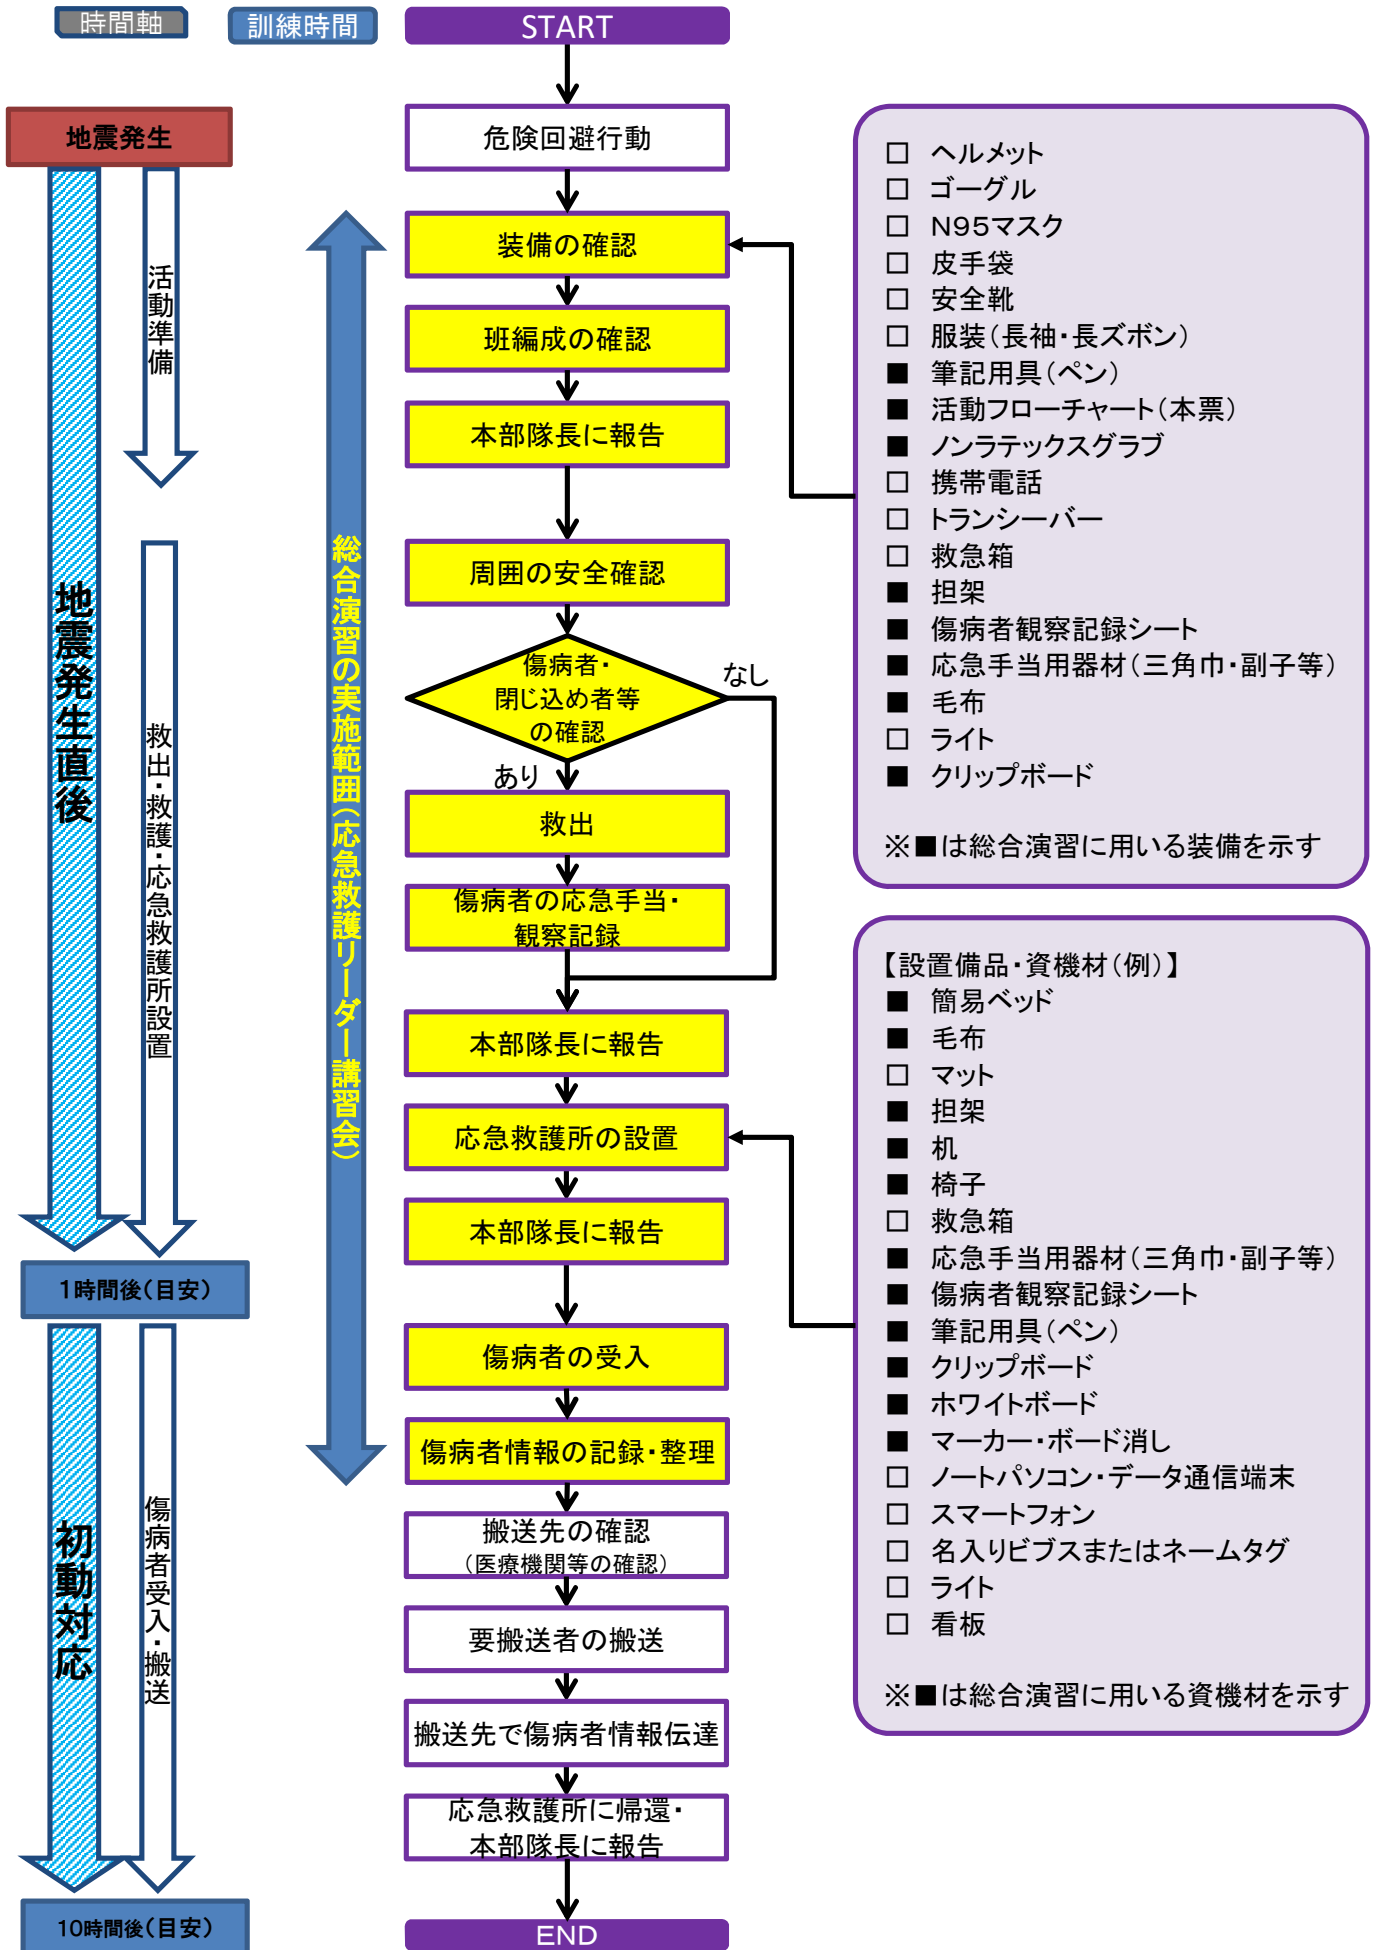 時間軸
訓練時間
START
地震発生
危険回避行動
装備の確認
班編成の確認
本部隊長に報告
周囲の安全確認
傷病者・
閉じ込め者等
の確認
なし
あり
救出
傷病者の応急手当・
観察記録
本部隊長に報告
応急救護所の設置
本部隊長に報告
傷病者の受入
傷病者情報の記録・整理
搬送先の確認
（医療機関等の確認）
要搬送者の搬送
搬送先で傷病者情報伝達
応急救護所に帰還・
本部隊長に報告
END
地震発生直後
活動準備
救出・救護・応急救護所設置
1時間後（目安）
初動対応
傷病者受入・搬送
10時間後（目安）
総合演習の実施範囲（応急救護リーダー講習会）
□ ヘルメット
□ ゴーグル
□ N95マスク
□ 皮手袋
□ 安全靴
□ 服装（長袖・長ズボン）
■ 筆記用具（ペン）
■ 活動フローチャート（本票）
■ ノンラテックスグラブ
□ 携帯電話
□ トランシーバー
□ 救急箱
■ 担架
■ 傷病者観察記録シート
■ 応急手当用器材（三角巾・副子等）
■ 毛布
□ ライト
■ クリップボード
※■は総合演習に用いる装備を示す
【設置備品・資機材（例）】
■ 簡易ベッド
■ 毛布
□ マット
■ 担架
■ 机
■ 椅子
□ 救急箱
■ 応急手当用器材（三角巾・副子等）
■ 傷病者観察記録シート
■ 筆記用具（ペン）
■ クリップボード
■ ホワイトボード
■ マーカー・ボード消し
□ ノートパソコン・データ通信端末
□ スマートフォン
□ 名入りビブスまたはネームタグ
□ ライト
□ 看板
※■は総合演習に用いる資機材を示す